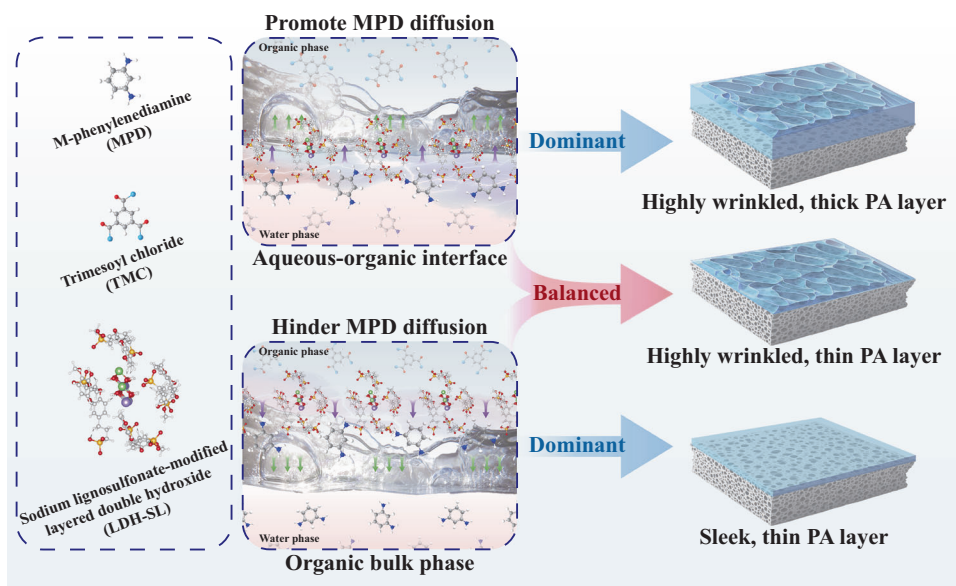 M-phenylenediamine
(MPD)
Trimesoyl chloride
(TMC)
Sodium lignosulfonate-modified
layered double hydroxide
(LDH-SL)
Promote MPD diffusion
Organic phase
Water phase
Aqueous-organic interface
Hinder MPD diffusion
Organic phase
Water phase
Organic bulk phase
Dominant
Balanced
Dominant
Highly wrinkled, thick PA layer
Highly wrinkled, thin PA layer
Sleek, thin PA layer